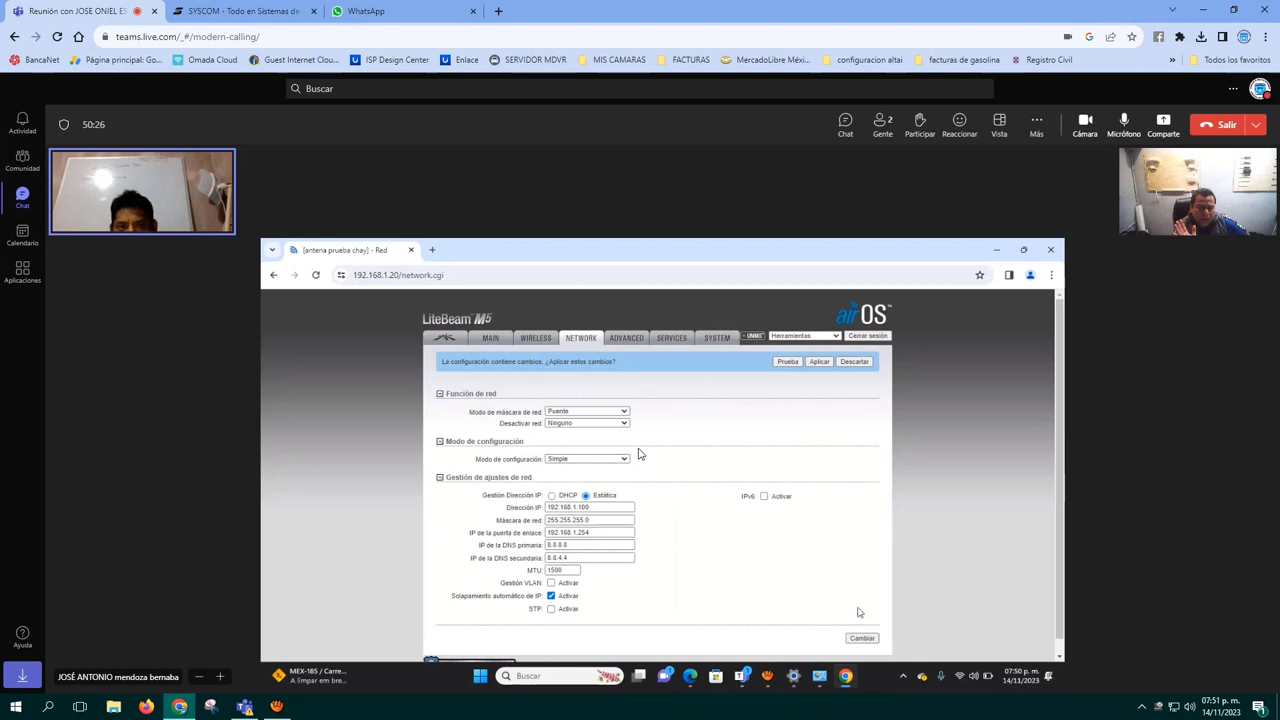 Reunión con JOSE ONIEL ES
SYSCOM - Todo en Sistemas de
WhatsApp
teams.live.com/_#/modern-calling/
BancaNet
Página principal: Go...
Omada Cloud
Guest Internet Clou...
ISP Design Center
Enlace
SERVIDOR MDVR
MIS CAMARAS
FACTURAS
MercadoLibre Méxi...
configuracion altai
facturas de gasolina
Registro Civil
»
Todos los favoritos
Buscar
50:26
Chat
2
Gente
Participar
Reaccionar
Vista
Más
Cámara
Micrófono
Comparte
Salir
Actividad
Comunidad
Chat
Calendario
Aplicaciones
Ayuda
[antena prueba chay] - Red
192.168.1.20/network.cgi
LiteBeam M5
airOS™
MAIN
WIRELESS
NETWORK
ADVANCED
SERVICES
SYSTEM
UNMS
Herramientas
Cerrar sesión
La configuración contiene cambios. ¿Aplicar estos cambios?
Prueba
Aplicar
Descartar
Función de red
Modo de máscara de red: Puente
Desactivar red: Ninguno
Modo de configuración
Modo de configuración: Simple
Gestión de ajustes de red
Gestión Dirección IP: DHCP Estática
IPv6: Activar
Dirección IP: 192.168.1.100
Máscara de red: 255.255.255.0
IP de la puerta de enlace: 192.168.1.254
IP de la DNS primaria: 8.8.8.8
IP de la DNS secundaria: 8.8.4.4
MTU: 1500
Gestión VLAN: Activar
Solapamiento automático de IP: Activar
STP: Activar
Cambiar
JOSÉ ANTONIO mendoza bernaba
MEX-185 / Carre...
A limpar em bre...
Buscar
07:50 p. m.
14/11/2023
07:51 p. m.
14/11/2023